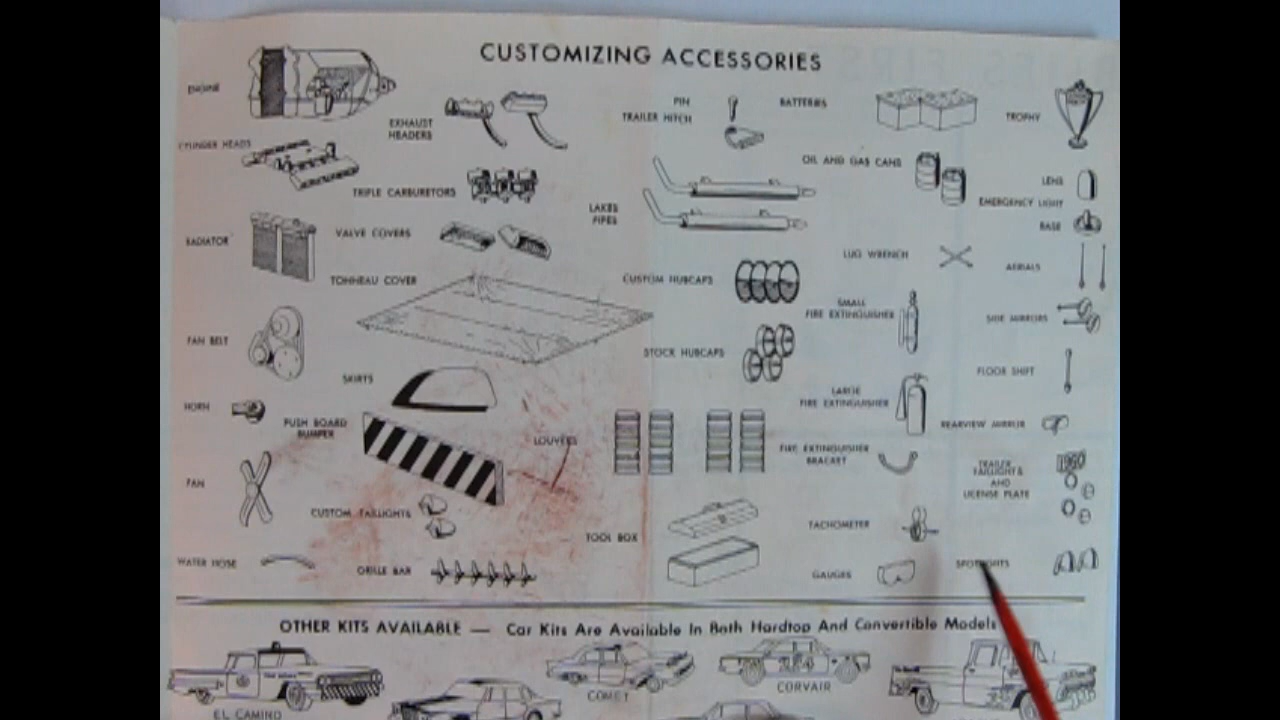 CUSTOMIZING ACCESSORIES
ENGINE
EXHAUST
HEADERS
CYLINDER HEADS
TRIPLE CARBURETORS
RADIATOR
VALVE COVERS
TONNEAU COVER
FAN BELT
SKIRTS
HORN
PUSH BOARD
BUMPER
FAN
CUSTOM TAILLIGHTS
WATER HOSE
GRILLE BAR
PIN
TRAILER HITCH
LAKES
PIPES
CUSTOM HUBCAPS
STOCK HUBCAPS
LOUVERS
TOOL BOX
BATTERIES
OIL AND GAS CANS
LUG WRENCH
SMALL
FIRE EXTINGUISHER
LARGE
FIRE EXTINGUISHER
FIRE EXTINGUISHER
BRACKET
TACHOMETER
GAUGES
TROPHY
LENS
EMERGENCY LIGHT
BASE
AERIALS
SIDE MIRRORS
FLOOR SHIFT
REARVIEW MIRROR
TRAILER
TAILLIGHTS
AND
LICENSE PLATE
1960
SPOTLIGHTS
OTHER KITS AVAILABLE — Car Kits Are Available In Both Hardtop And Convertible Models
EL CAMINO
COMET
CORVAIR